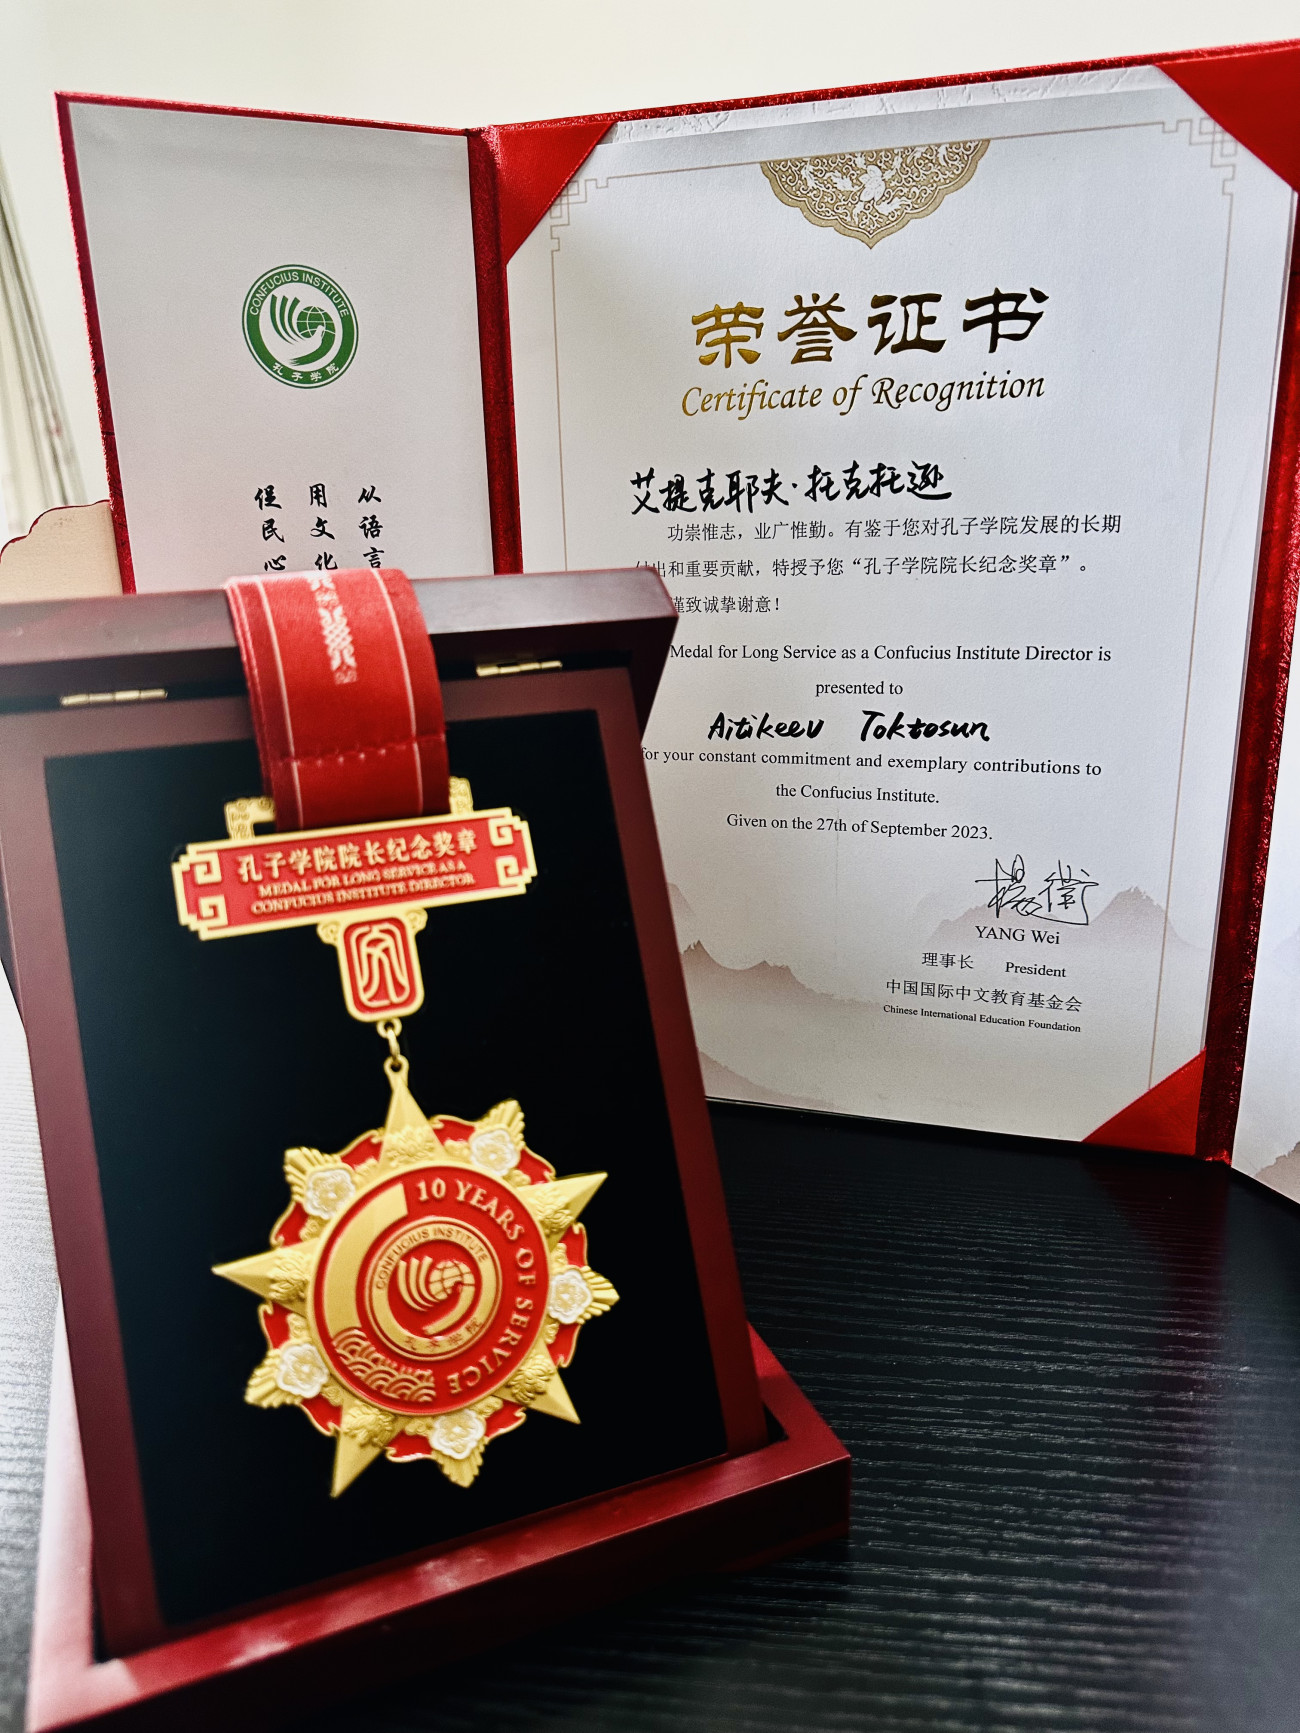 CONFUCIUS INSTITUTE
孔子学院
从语言
用文化
促民心
荣誉证书
Certificate of Recognition
艾提克耶夫·托克托逊
功崇惟志，业广惟勤。有鉴于您对孔子学院发展的长期
出和重要贡献，特授予您“孔子学院院长纪念奖章”。
谨致诚挚谢意！
Medal for Long Service as a Confucius Institute Director is
presented to
Aitikeev Toktosun
for your constant commitment and exemplary contributions to
the Confucius Institute.
Given on the 27th of September 2023.
YANG Wei
理事长 President
中国国际中文教育基金会
Chinese International Education Foundation
孔子学院院长纪念奖章
MEDAL FOR LONG SERVICE AS A
CONFUCIUS INSTITUTE DIRECTOR
10 YEARS OF SERVICE
CONFUCIUS INSTITUTE
孔子学院